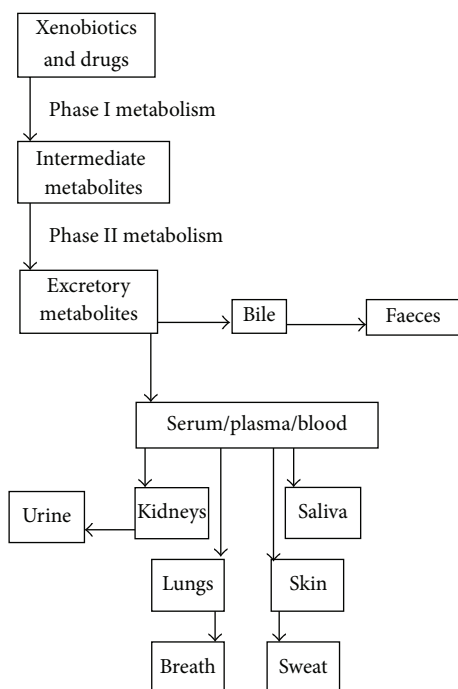 Xenobiotics
and drugs
Phase I metabolism
Intermediate
metabolites
Phase II metabolism
Excretory
metabolites
Bile
Faeces
Serum/plasma/blood
Urine
Kidneys
Saliva
Lungs
Skin
Breath
Sweat